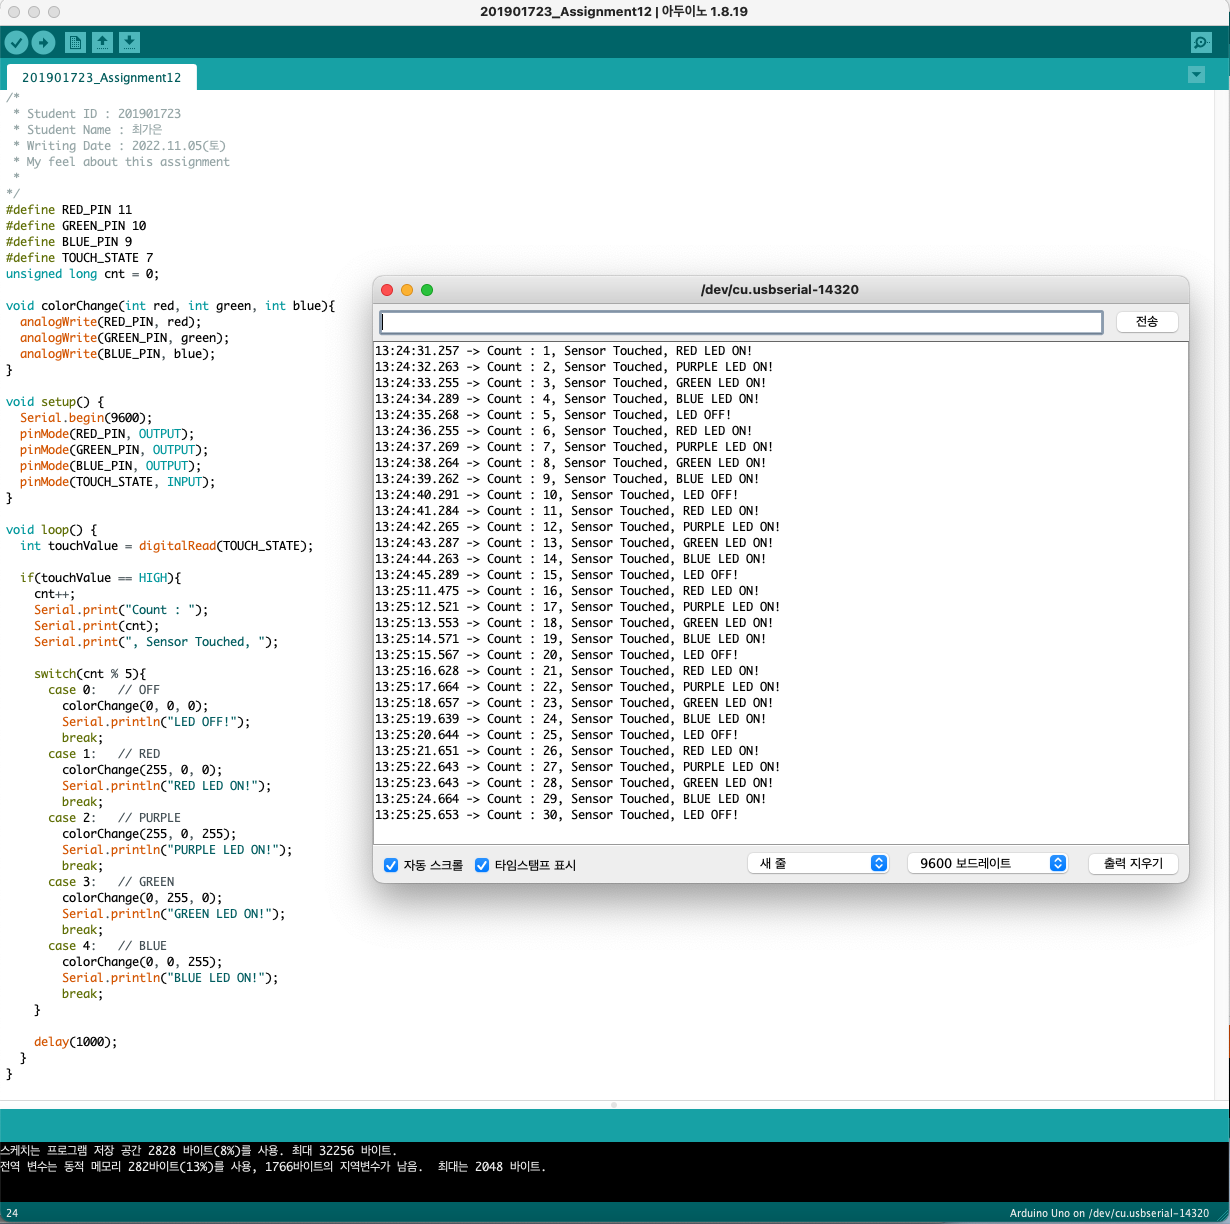 201901723_Assignment12 | 아두이노 1.8.19
201901723_Assignment12
/*
 * Student ID : 201901723
 * Student Name : 최가은
 * Writing Date : 2022.11.05(토)
 * My feel about this assignment
 *
*/
#define RED_PIN 11
#define GREEN_PIN 10
#define BLUE_PIN 9
#define TOUCH_STATE 7
unsigned long cnt = 0;

void colorChange(int red, int green, int blue){
  analogWrite(RED_PIN, red);
  analogWrite(GREEN_PIN, green);
  analogWrite(BLUE_PIN, blue);
}

void setup() {
  Serial.begin(9600);
  pinMode(RED_PIN, OUTPUT);
  pinMode(GREEN_PIN, OUTPUT);
  pinMode(BLUE_PIN, OUTPUT);
  pinMode(TOUCH_STATE, INPUT);
}

void loop() {
  int touchValue = digitalRead(TOUCH_STATE);

  if(touchValue == HIGH){
    cnt++;
    Serial.print("Count : ");
    Serial.print(cnt);
    Serial.print(", Sensor Touched, ");

    switch(cnt % 5){
      case 0:   // OFF
        colorChange(0, 0, 0);
        Serial.println("LED OFF!");
        break;
      case 1:   // RED
        colorChange(255, 0, 0);
        Serial.println("RED LED ON!");
        break;
      case 2:   // PURPLE
        colorChange(255, 0, 255);
        Serial.println("PURPLE LED ON!");
        break;
      case 3:   // GREEN
        colorChange(0, 255, 0);
        Serial.println("GREEN LED ON!");
        break;
      case 4:   // BLUE
        colorChange(0, 0, 255);
        Serial.println("BLUE LED ON!");
        break;
    }

    delay(1000);
  }
}
/dev/cu.usbserial-14320
전송
13:24:31.257 -> Count : 1, Sensor Touched, RED LED ON!
13:24:32.263 -> Count : 2, Sensor Touched, PURPLE LED ON!
13:24:33.255 -> Count : 3, Sensor Touched, GREEN LED ON!
13:24:34.289 -> Count : 4, Sensor Touched, BLUE LED ON!
13:24:35.268 -> Count : 5, Sensor Touched, LED OFF!
13:24:36.255 -> Count : 6, Sensor Touched, RED LED ON!
13:24:37.269 -> Count : 7, Sensor Touched, PURPLE LED ON!
13:24:38.264 -> Count : 8, Sensor Touched, GREEN LED ON!
13:24:39.262 -> Count : 9, Sensor Touched, BLUE LED ON!
13:24:40.291 -> Count : 10, Sensor Touched, LED OFF!
13:24:41.284 -> Count : 11, Sensor Touched, RED LED ON!
13:24:42.265 -> Count : 12, Sensor Touched, PURPLE LED ON!
13:24:43.287 -> Count : 13, Sensor Touched, GREEN LED ON!
13:24:44.263 -> Count : 14, Sensor Touched, BLUE LED ON!
13:24:45.289 -> Count : 15, Sensor Touched, LED OFF!
13:25:11.475 -> Count : 16, Sensor Touched, RED LED ON!
13:25:12.521 -> Count : 17, Sensor Touched, PURPLE LED ON!
13:25:13.553 -> Count : 18, Sensor Touched, GREEN LED ON!
13:25:14.571 -> Count : 19, Sensor Touched, BLUE LED ON!
13:25:15.567 -> Count : 20, Sensor Touched, LED OFF!
13:25:16.628 -> Count : 21, Sensor Touched, RED LED ON!
13:25:17.664 -> Count : 22, Sensor Touched, PURPLE LED ON!
13:25:18.657 -> Count : 23, Sensor Touched, GREEN LED ON!
13:25:19.639 -> Count : 24, Sensor Touched, BLUE LED ON!
13:25:20.644 -> Count : 25, Sensor Touched, LED OFF!
13:25:21.651 -> Count : 26, Sensor Touched, RED LED ON!
13:25:22.643 -> Count : 27, Sensor Touched, PURPLE LED ON!
13:25:23.643 -> Count : 28, Sensor Touched, GREEN LED ON!
13:25:24.664 -> Count : 29, Sensor Touched, BLUE LED ON!
13:25:25.653 -> Count : 30, Sensor Touched, LED OFF!
자동 스크롤 타임스탬프 표시 새 줄 9600 보드레이트 출력 지우기
스케치는 프로그램 저장 공간 2828 바이트(8%)를 사용. 최대 32256 바이트.
전역 변수는 동적 메모리 282바이트(13%)를 사용, 1766바이트의 지역변수가 남음.  최대는 2048 바이트.
24 Arduino Uno on /dev/cu.usbserial-14320